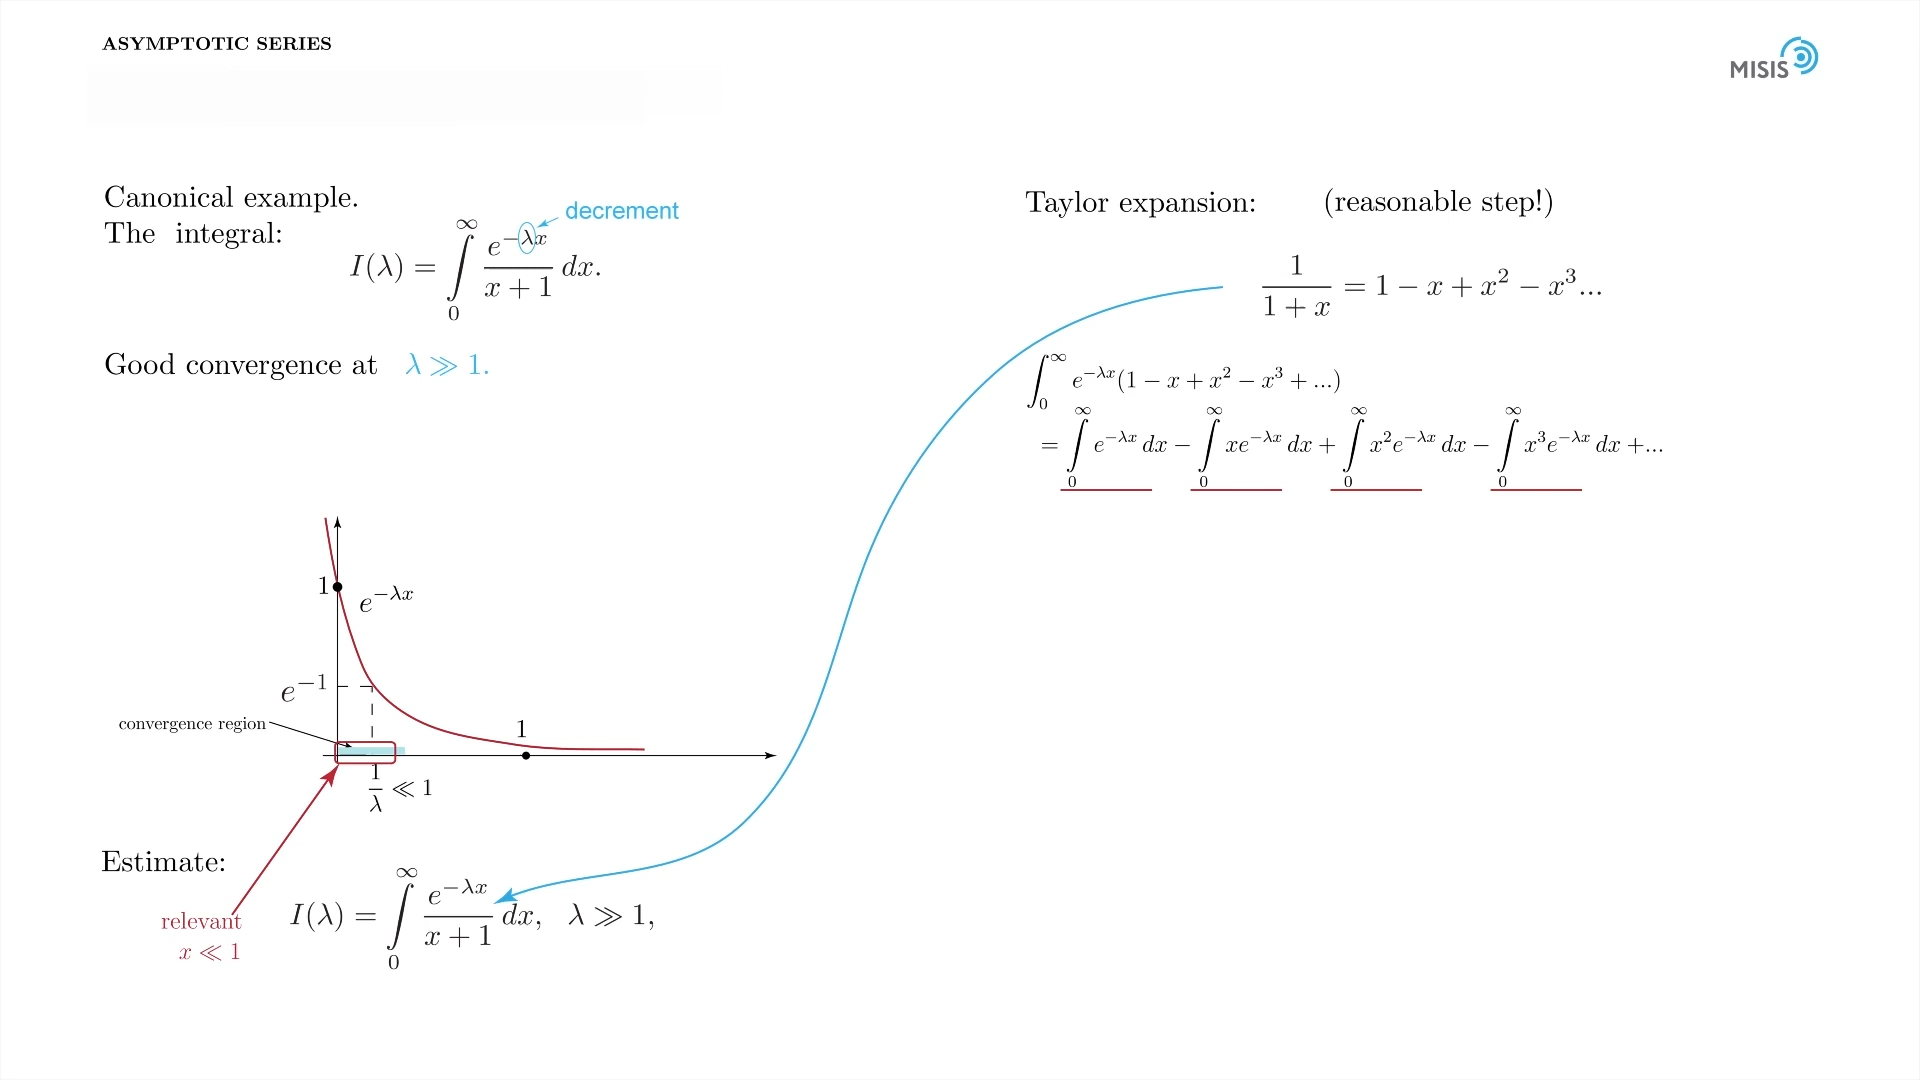 ASYMPTOTIC SERIES
MISIS
Canonical example.
The integral:
decrement
I(λ) = ∫₀^∞ e^{−λx}/(x + 1) dx.
Good convergence at λ ≫ 1.
1
e^{−λx}
e^{−1}
convergence region
1
1/λ ≪ 1
Estimate:
relevant
x ≪ 1
I(λ) = ∫₀^∞ e^{−λx}/(x + 1) dx, λ ≫ 1,
Taylor expansion: (reasonable step!)
1/(1 + x) = 1 − x + x² − x³...
∫₀^∞ e^{−λx}(1 − x + x² − x³ + ...)
= ∫₀^∞ e^{−λx} dx − ∫₀^∞ xe^{−λx} dx + ∫₀^∞ x²e^{−λx} dx − ∫₀^∞ x³e^{−λx} dx +...